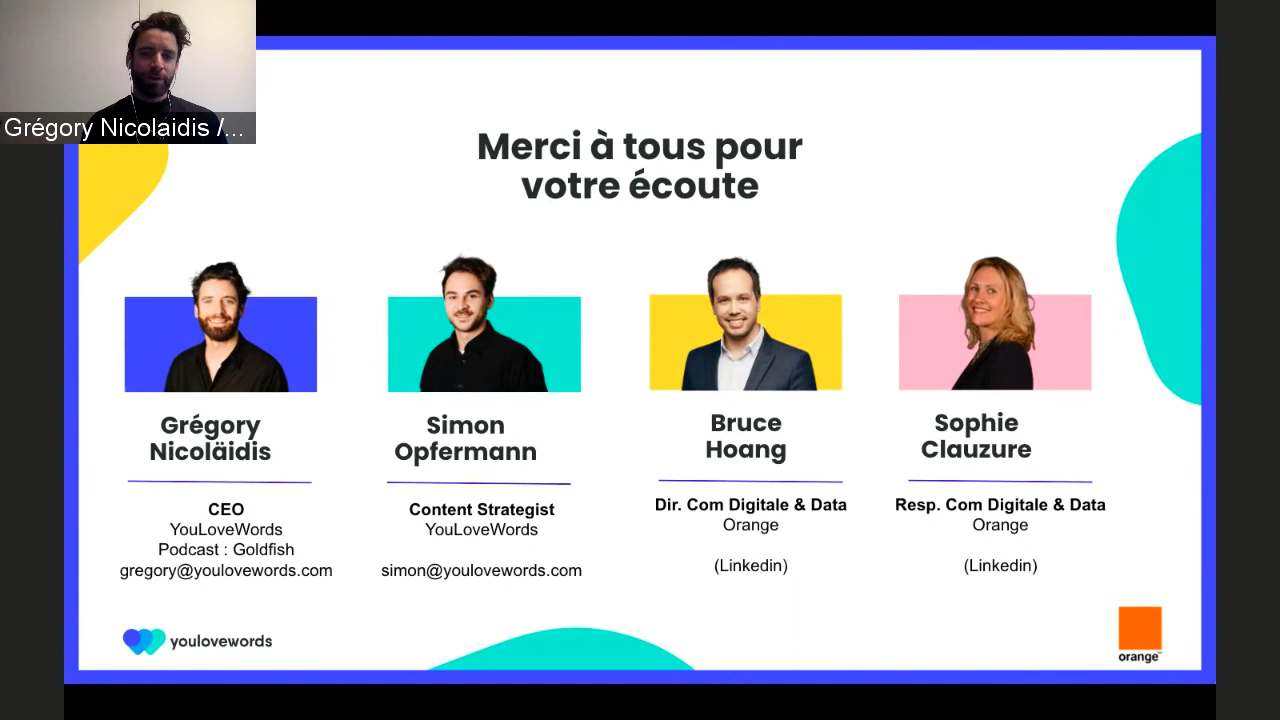 Grégory Nicolaidis /...
Merci à tous pour
votre écoute
Grégory
Nicoläidis
CEO
YouLoveWords
Podcast : Goldfish
gregory@youlovewords.com
Simon
Opfermann
Content Strategist
YouLoveWords
simon@youlovewords.com
Bruce
Hoang
Dir. Com Digitale & Data
Orange
(Linkedin)
Sophie
Clauzure
Resp. Com Digitale & Data
Orange
(Linkedin)
youlovewords
orange™